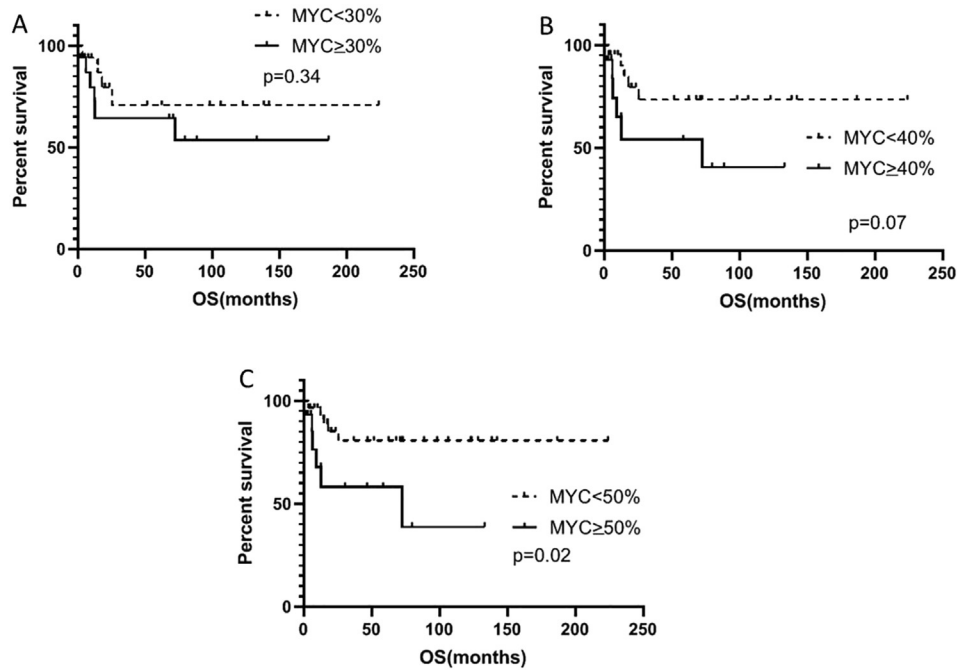 A
MYC<30%
MYC≥30%
p=0.34
100
50
0
Percent survival
0 50 100 150 200 250
OS(months)
B
100
50
0
Percent survival
MYC<40%
MYC≥40%
p=0.07
0 50 100 150 200 250
OS(months)
C
100
50
0
Percent survival
MYC<50%
MYC≥50%
p=0.02
0 50 100 150 200 250
OS(months)